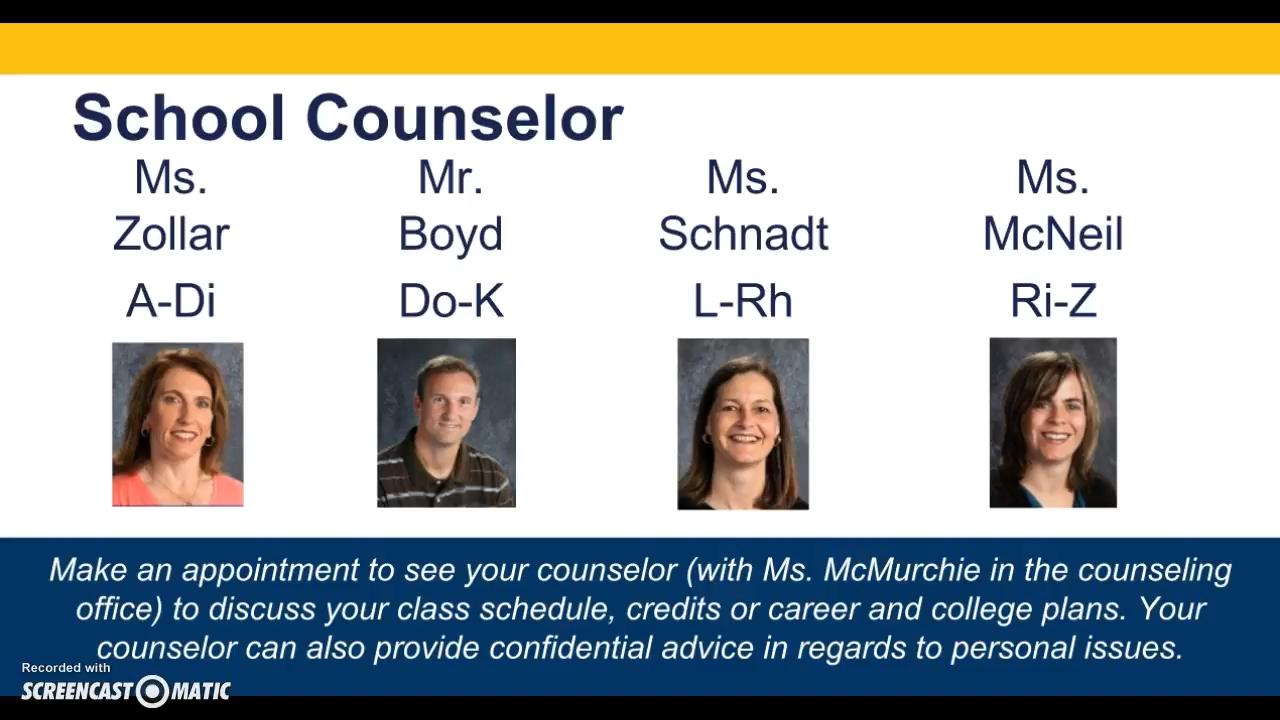 School Counselor
Ms. Zollar
A-Di
Mr. Boyd
Do-K
Ms. Schnadt
L-Rh
Ms. McNeil
Ri-Z
Make an appointment to see your counselor (with Ms. McMurchie in the counseling
office) to discuss your class schedule, credits or career and college plans. Your
counselor can also provide confidential advice in regards to personal issues.
Recorded with
SCREENCAST MATIC